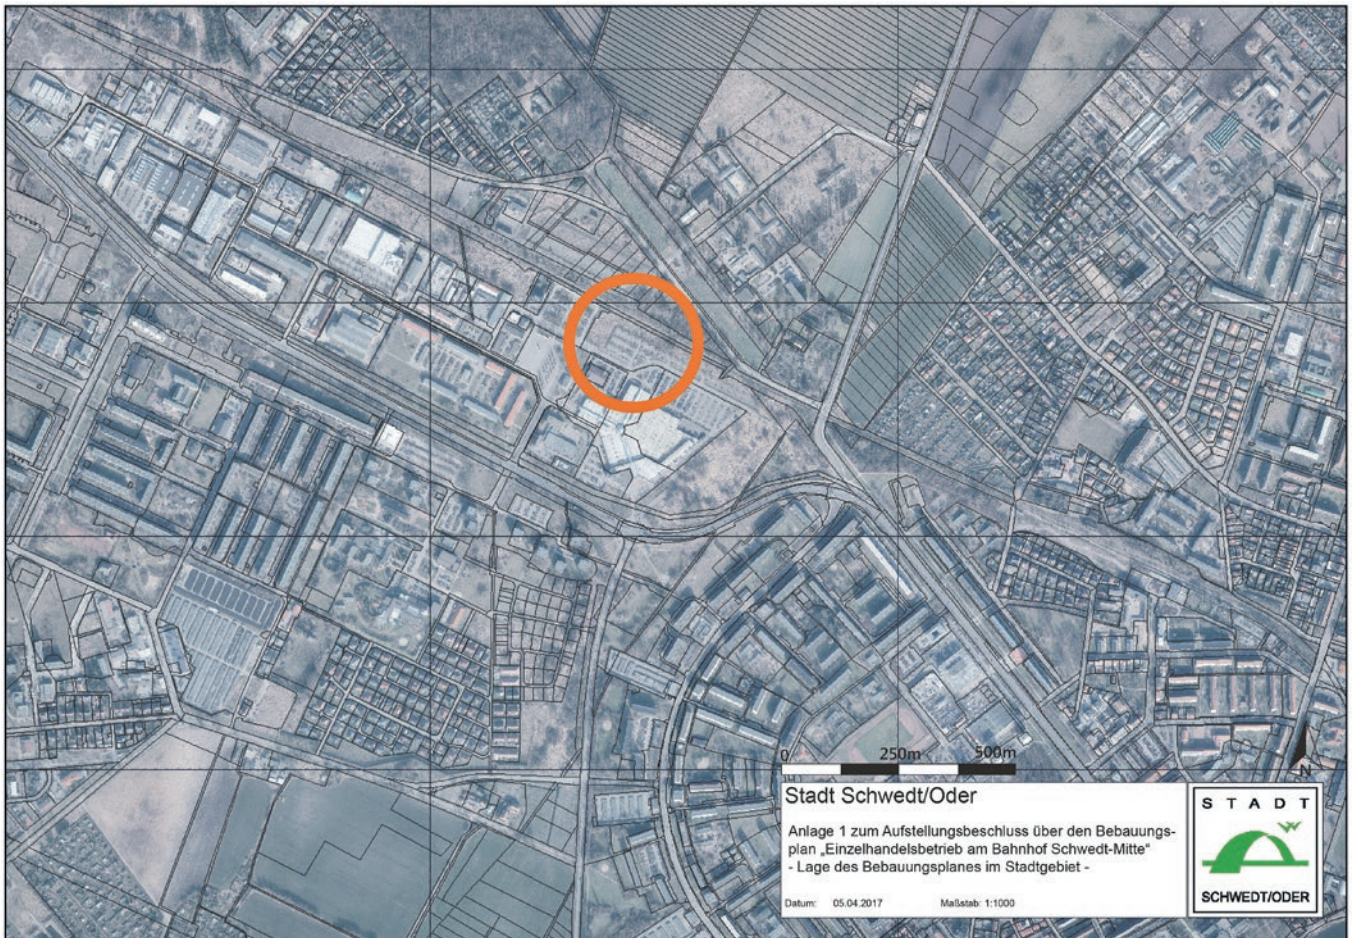 0 250m 500m
N
Stadt Schwedt/Oder
Anlage 1 zum Aufstellungsbeschluss über den Bebauungs-
plan „Einzelhandelsbetrieb am Bahnhof Schwedt-Mitte“
- Lage des Bebauungsplanes im Stadtgebiet -
Datum: 05.04.2017 Maßstab: 1:1000
STADT
SCHWEDT/ODER